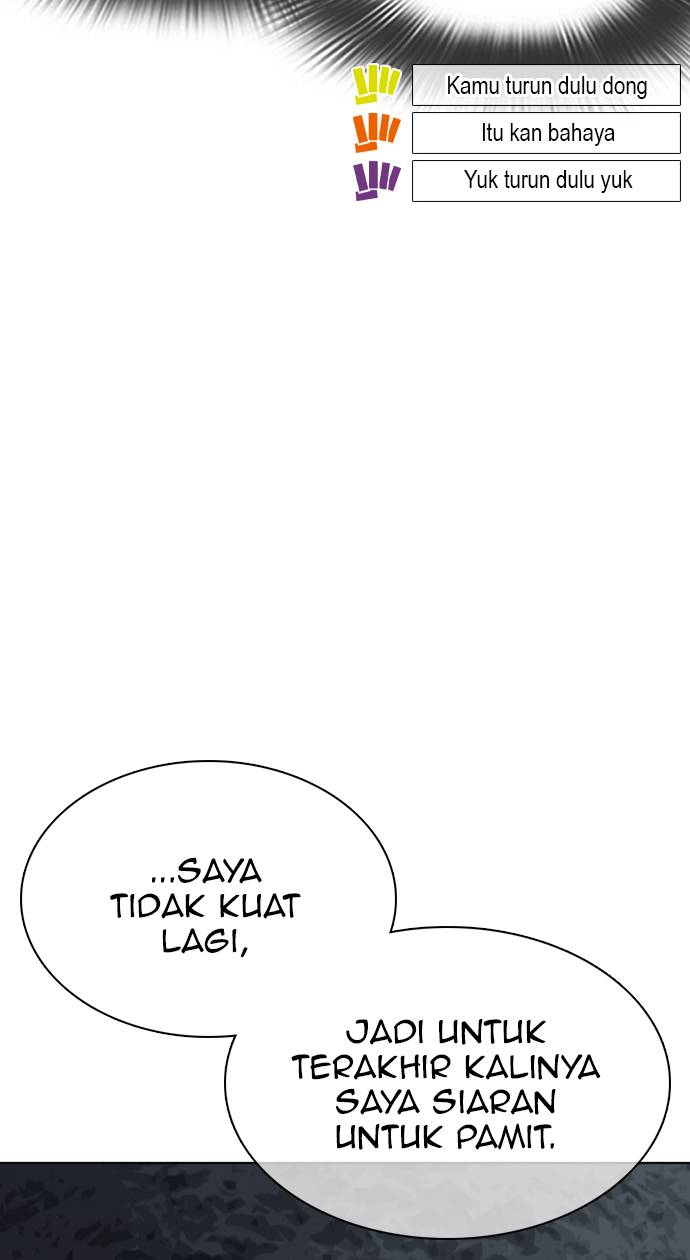 Kamu turun dulu dong
Itu kan bahaya
Yuk turun dulu yuk
...SAYA
TIDAK KUAT
LAGI,
JADI UNTUK
TERAKHIR KALINYA
SAYA SIARAN
UNTUK PAMIT.